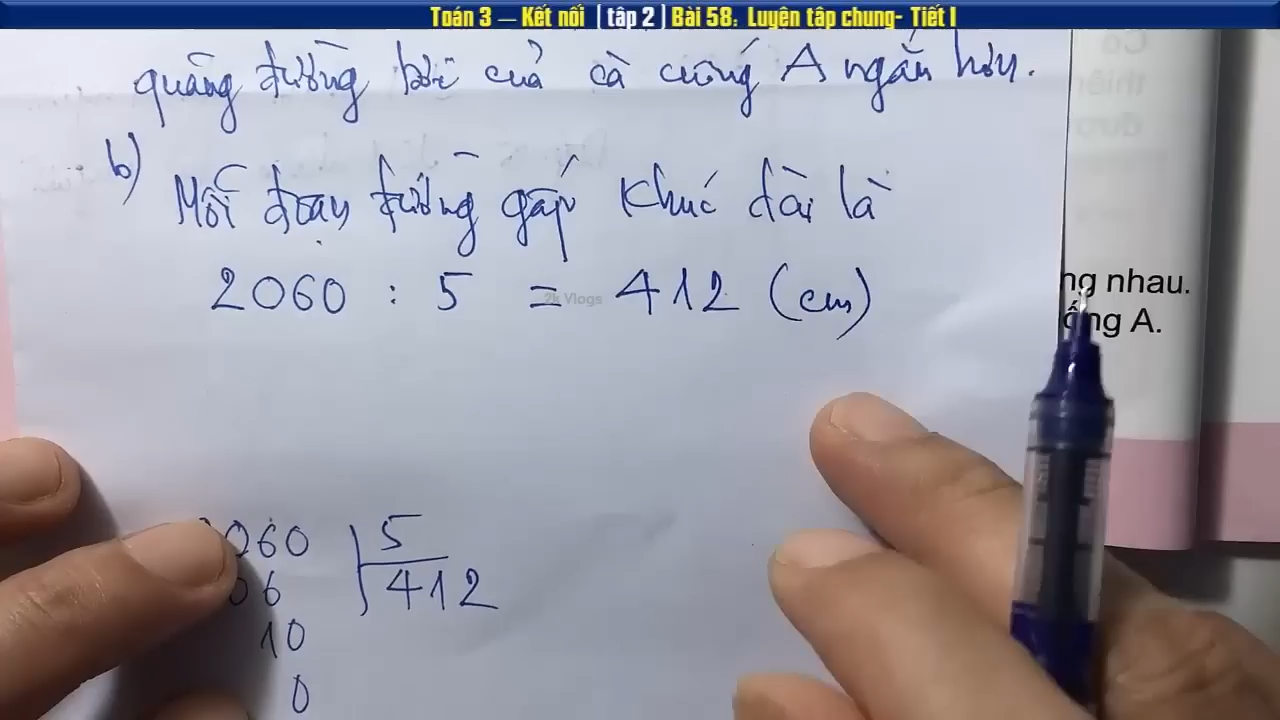 Toán 3 – Kết nối [ tập 2 ] Bài 58: Luyện tập chung- Tiết 1
quãng đường bơi của cà cuống A ngắn hơn.
b) Mỗi đoạn đường gấp khúc dài là
2060 : 5 = 412 (cm)
2k Vlogs
ng nhau.
ống A.
2060 5
06 412
10
0